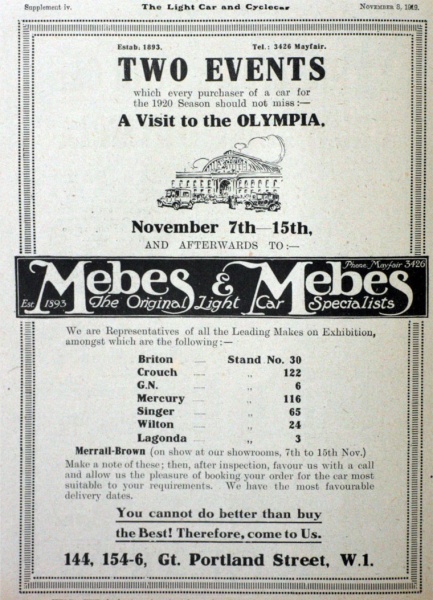 Supplement iv. The Light Car and Cyclecar November 8, 1919.
Estab. 1893. Tel: 3426 Mayfair.
TWO EVENTS
which every purchaser of a car for
the 1920 Season should not miss:—
A Visit to the OLYMPIA,
November 7th—15th,
AND AFTERWARDS TO:—
Phone, Mayfair 3426
Mebes & Mebes
Est 1893 The Original Light Car Specialists
We are Representatives of all the Leading Makes on Exhibition,
amongst which are the following:—
Briton — Stand No. 30
Crouch — ,, 122
G.N. — ,, 6
Mercury — ,, 116
Singer — ,, 65
Wilton — ,, 24
Lagonda — ,, 3
Merrall-Brown (on show at our showrooms, 7th to 15th Nov.)
Make a note of these; then, after inspection, favour us with a call
and allow us the pleasure of booking your order for the car most
suitable to your requirements. We have the most favourable
delivery dates.
You cannot do better than buy
the Best! Therefore, come to Us.
144, 154-6, Gt. Portland Street, W.1.